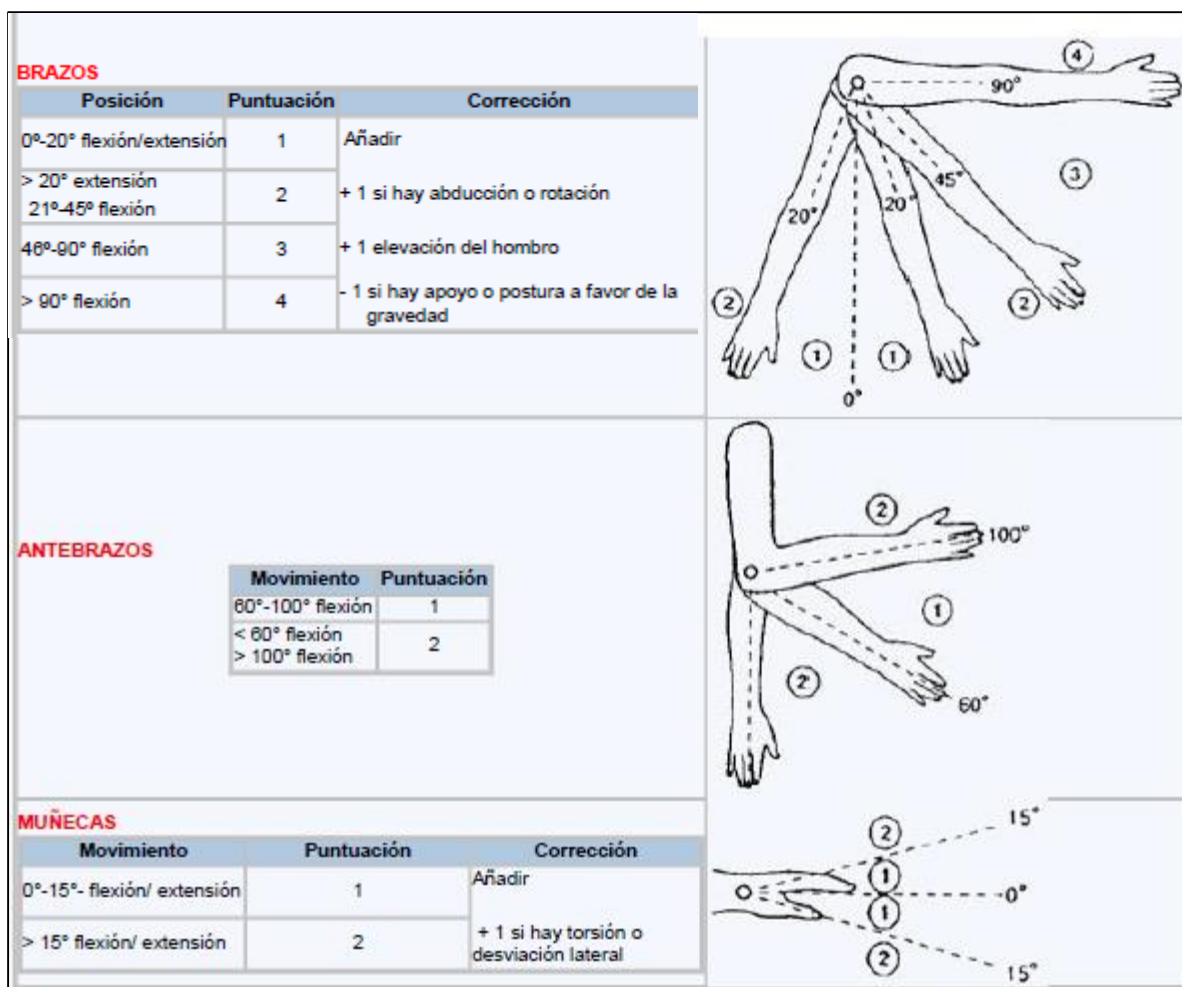 BRAZOS
Posición Puntuación Corrección
0º-20° flexión/extensión 1 Añadir
> 20° extensión
21º-45º flexión 2 + 1 si hay abducción o rotación
46º-90° flexión 3 + 1 elevación del hombro
> 90° flexión 4 - 1 si hay apoyo o postura a favor de la
gravedad
4
90°
3
45°
20°
20°
2
2
1
1
0°
ANTEBRAZOS
Movimiento Puntuación
60°-100° flexión 1
< 60° flexión
> 100° flexión 2
2
100°
1
2
60°
MUÑECAS
Movimiento Puntuación Corrección
0°-15°- flexión/ extensión 1 Añadir
> 15° flexión/ extensión 2 + 1 si hay torsión o
desviación lateral
15°
2
1
0°
1
2
15°